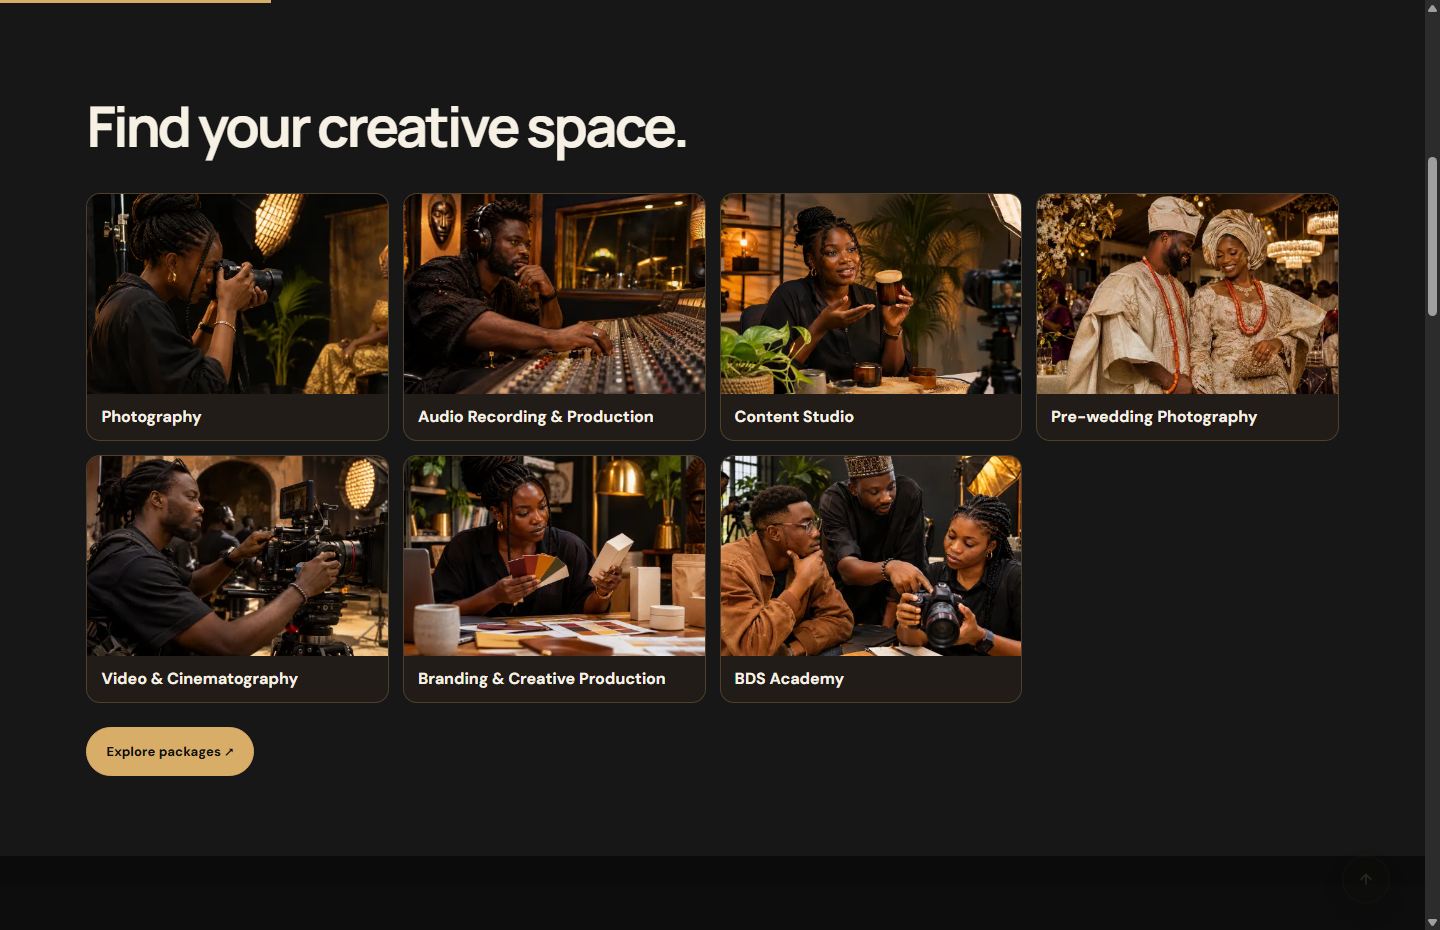 Find your creative space.
Photography
Audio Recording & Production
Content Studio
Pre-wedding Photography
Video & Cinematography
Branding & Creative Production
BDS Academy
Explore packages ↗